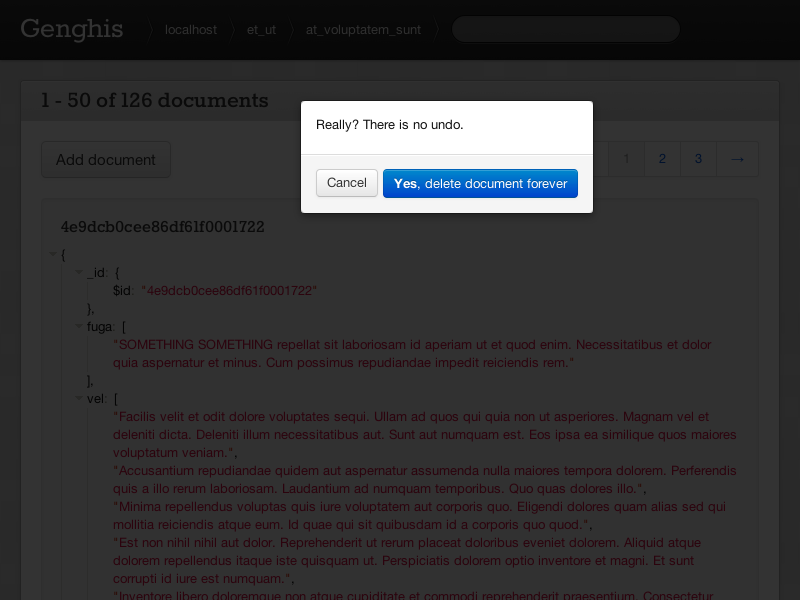 Genghis
localhost
et_ut
at_voluptatem_sunt
1 - 50 of 126 documents
Really? There is no undo.
Cancel
Yes, delete document forever
Add document
1 2 3 →
4e9dcb0cee86df61f0001722
{
_id: {
$id: "4e9dcb0cee86df61f0001722"
},
fuga: [
"SOMETHING SOMETHING repellat sit laboriosam id aperiam ut et quod enim. Necessitatibus et dolor
quia aspernatur et minus. Cum possimus repudiandae impedit reiciendis rem."
],
vel: [
"Facilis velit et odit dolore voluptates sequi. Ullam ad quos qui quia non ut asperiores. Magnam vel et
deleniti dicta. Deleniti illum necessitatibus aut. Sunt aut numquam est. Eos ipsa ea similique quos maiores
voluptatum veniam.",
"Accusantium repudiandae quidem aut aspernatur assumenda nulla maiores tempora dolorem. Perferendis
quis a illo rerum laboriosam. Laudantium ad numquam temporibus. Quo quas dolores illo.",
"Minima repellendus voluptas quis iure voluptatem aut corporis quo. Eligendi dolores quam alias sed qui
mollitia reiciendis atque eum. Id quae qui sit quibusdam id a corporis quo quod.",
"Est non nihil nihil aut dolor. Reprehenderit ut rerum placeat doloribus eveniet dolorem. Aliquid atque
dolorem repellendus itaque iste quisquam ut. Perspiciatis dolorem optio inventore et magni. Et sunt
corrupti id iure est numquam.",
"Inventore libero doloremque non atque cupiditate et commodi reprehenderit praesentium. Consectetur